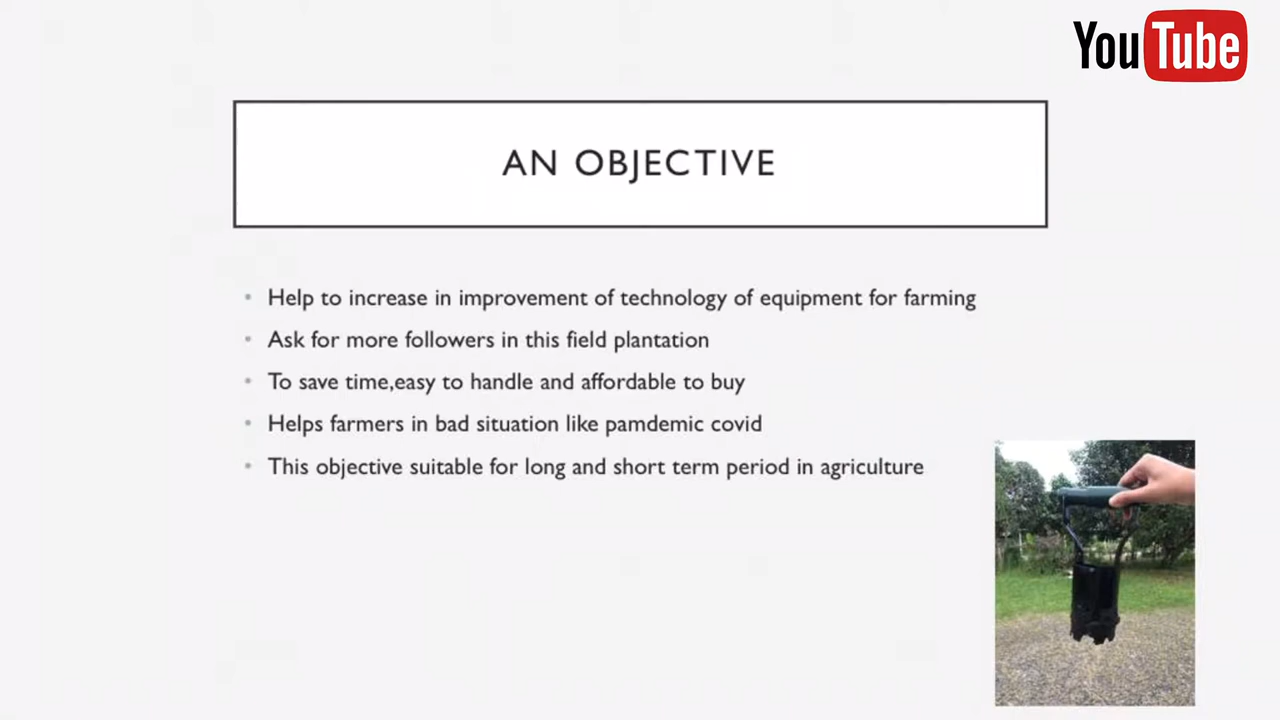 YouTube
AN OBJECTIVE
• Help to increase in improvement of technology of equipment for farming
• Ask for more followers in this field plantation
• To save time,easy to handle and affordable to buy
• Helps farmers in bad situation like pamdemic covid
• This objective suitable for long and short term period in agriculture